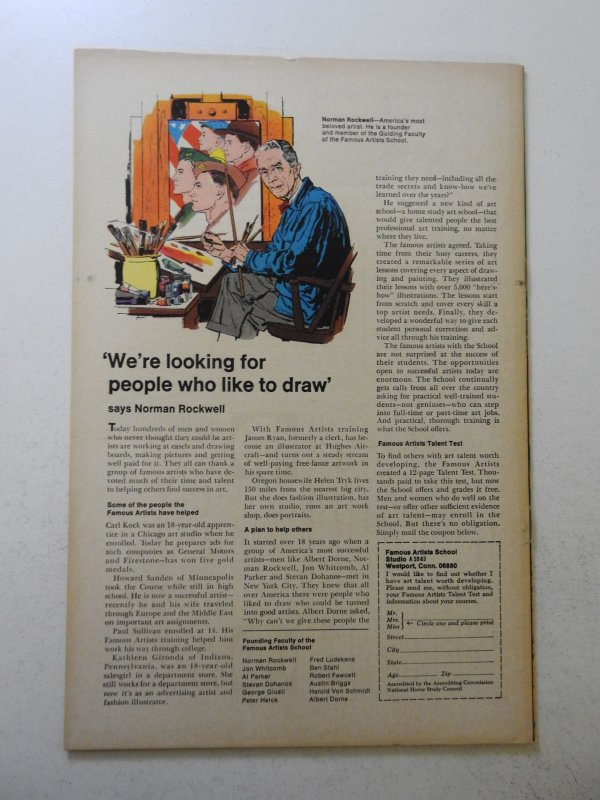 Norman Rockwell—America's most
beloved artist. He is a founder
and member of the Guiding Faculty
of the Famous Artists School.
'We're looking for
people who like to draw'
says Norman Rockwell
Today hundreds of men and women
who never thought they could be art-
ists are working at easels and drawing
boards, making pictures and getting
well paid for it. They all can thank a
group of famous artists who have de-
voted much of their time and talent
to helping others find success in art.
Some of the people the
Famous Artists have helped
Carl Kock was an 18-year-old appren-
tice in a Chicago art studio when he
enrolled. Today he prepares ads for
such companies as General Motors
and Firestone—has won five gold
medals.
Howard Sanden of Minneapolis
took the Course while still in high
school. He is now a successful artist—
recently he and his wife traveled
through Europe and the Middle East
on important art assignments.
Paul Sullivan enrolled at 14. His
Famous Artists training helped him
work his way through college.
Kathleen Gironda of Indiana,
Pennsylvania, was an 18-year-old
salesgirl in a department store. She
still works for a department store, but
now it's as an advertising artist and
fashion illustrator.
With Famous Artists training
James Ryan, formerly a clerk, has be-
come an illustrator at Hughes Air-
craft—and turns out a steady stream
of well-paying free-lance artwork in
his spare time.
Oregon housewife Helen Tryk lives
150 miles from the nearest big city.
But she does fashion illustration, has
her own studio, runs an art work
shop, does portraits.
A plan to help others
It started over 18 years ago when a
group of America's most successful
artists—men like Albert Dorne, Nor-
man Rockwell, Jon Whitcomb, Al
Parker and Stevan Dohanos—met in
New York City. They knew that all
over America there were people who
liked to draw who could be turned
into good artists. Albert Dorne asked,
"Why can't we give these people the
training they need—including all the
trade secrets and know-how we've
learned over the years?"
He suggested a new kind of art
school—a home study art school—that
would give talented people the best
professional art training, no matter
where they live.
The famous artists agreed. Taking
time from their busy careers, they
created a remarkable series of art
lessons covering every aspect of draw-
ing and painting. They illustrated
their lessons with over 5,000 "here's-
how" illustrations. The lessons start
from scratch and cover every skill a
top artist needs. Finally, they de-
veloped a wonderful way to give each
student personal correction and ad-
vice all through his training.
The famous artists with the School
are not surprised at the success of
their students. The opportunities
open to successful artists today are
enormous. The School continually
gets calls from all over the country
asking for practical well-trained stu-
dents—not geniuses—who can step
into full-time or part-time art jobs.
And practical, thorough training is
what the School offers.
Famous Artists Talent Test
To find others with art talent worth
developing, the Famous Artists
created a 12-page Talent Test. Thou-
sands paid to take this test, but now
the School offers and grades it free.
Men and women who do well on the
test—or offer other sufficient evidence
of art talent—may enroll in the
School. But there's no obligation.
Simply mail the coupon below.
Founding Faculty of the
Famous Artists School
Norman Rockwell
Jon Whitcomb
Al Parker
Stevan Dohanos
George Giusti
Peter Helck
Fred Ludekens
Ben Stahl
Robert Fawcett
Austin Briggs
Harold Von Schmidt
Albert Dorne
Famous Artists School
Studio
Westport, Conn. 06880
I would like to find out whether I
have art talent worth developing.
Please send me, without obligation,
your Famous Artists Talent Test and
information about your courses.
Mr.
Mrs.
Miss
← Circle one and please print
Street
City
State
Age Zip
Accredited by the Accrediting Commission
National Home Study Council